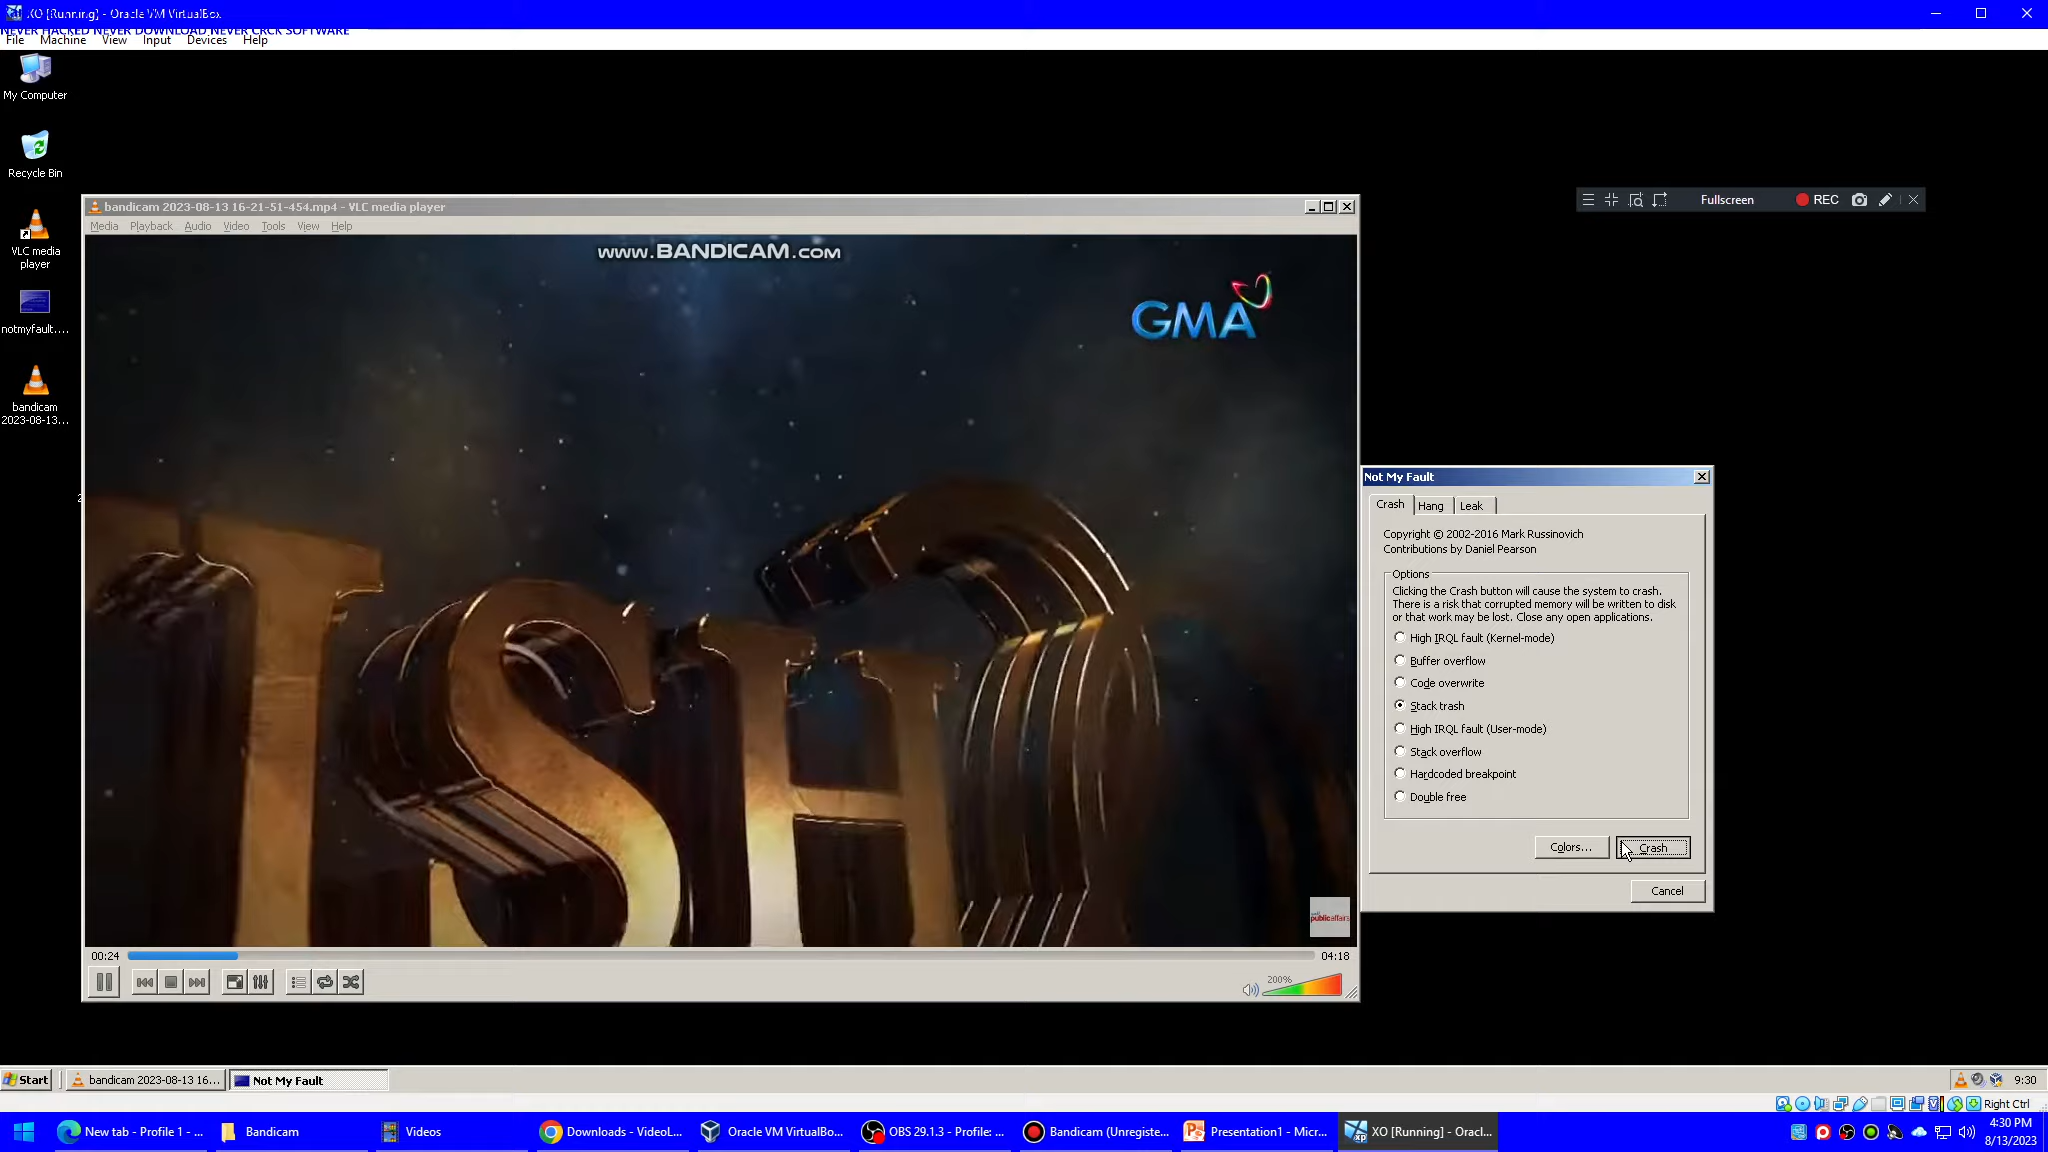 XO [Running] - Oracle VM VirtualBox
NEVER HACKED NEVER DOWNLOAD NEVER CRCK SOFTWARE
File Machine View Input Devices Help
My Computer
Recycle Bin
VLC media
player
notmyfault....
bandicam
2023-08-13...
bandicam 2023-08-13 16-21-51-454.mp4 - VLC media player
Media Playback Audio Video Tools View Help
www.BANDICAM.COM
GMA
ISH
publicaffairs
00:24
04:18
200%
Fullscreen
REC
Not My Fault
Crash Hang Leak
Copyright © 2002-2016 Mark Russinovich
Contributions by Daniel Pearson
Options
Clicking the Crash button will cause the system to crash.
There is a risk that corrupted memory will be written to disk
or that work may be lost. Close any open applications.
High IRQL fault (Kernel-mode)
Buffer overflow
Code overwrite
Stack trash
High IRQL fault (User-mode)
Stack overflow
Hardcoded breakpoint
Double free
Colors... Crash
Cancel
Start bandicam 2023-08-13 16... Not My Fault 9:30
Right Ctrl
New tab - Profile 1 - ... Bandicam Videos Downloads - VideoL... Oracle VM VirtualBo... OBS 29.1.3 - Profile: ... Bandicam (Unregiste... Presentation1 - Micr... XO [Running] - Oracl...
4:30 PM
8/13/2023